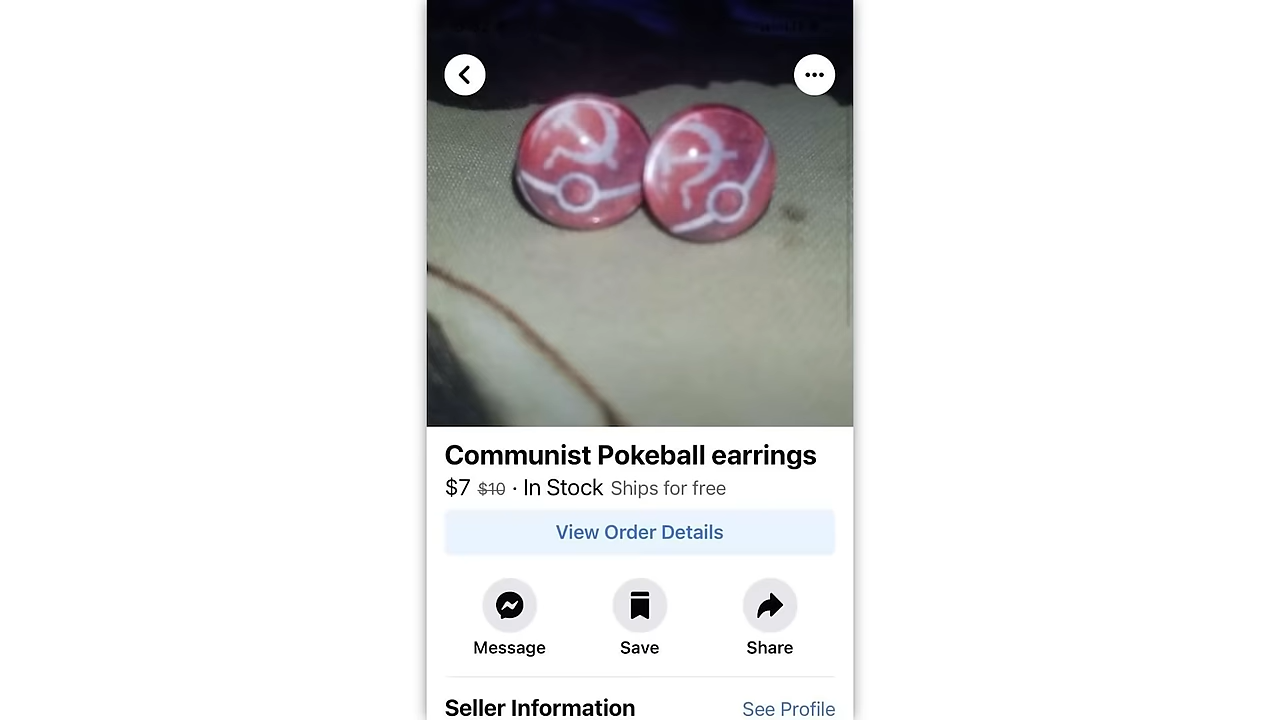 Communist Pokeball earrings
$7 $10 · In Stock Ships for free
View Order Details
Message Save Share
Seller Information See Profile